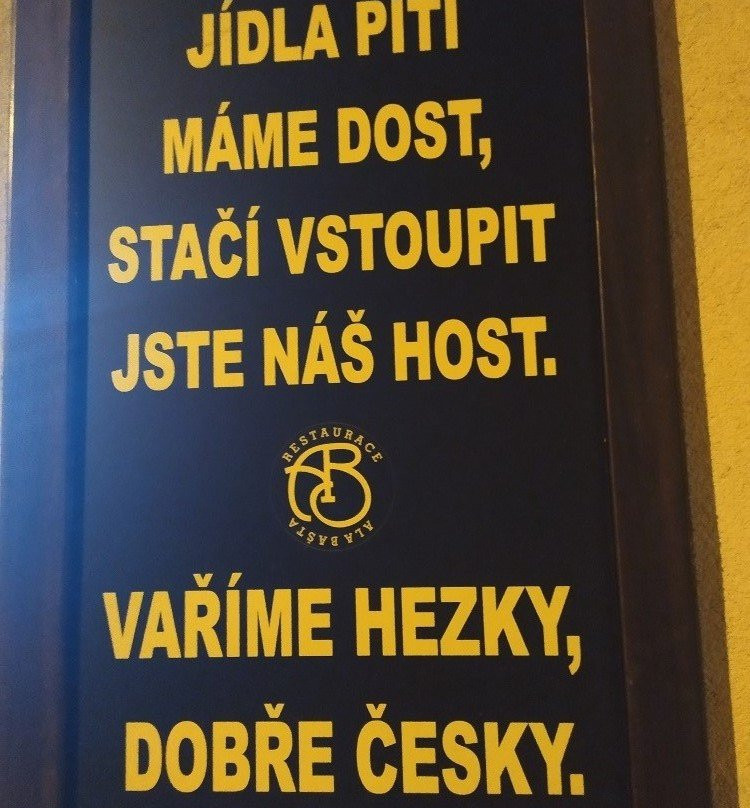 JÍDLA PITÍ
MÁME DOST,
STAČÍ VSTOUPIT
JSTE NÁŠ HOST.
RESTAURACE
ALA BAŠTA
VAŘÍME HEZKY,
DOBŘE ČESKY.